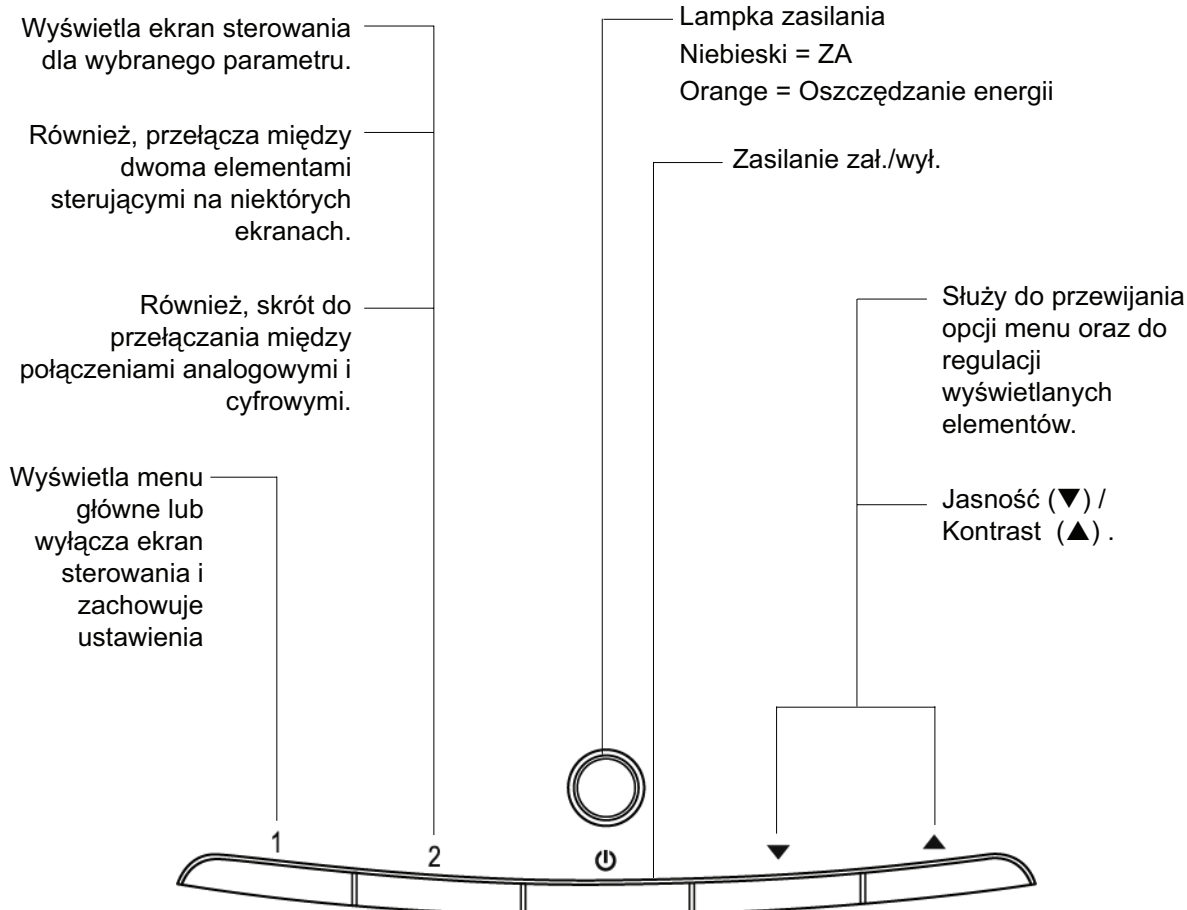 Wyświetla ekran sterowania
dla wybranego parametru.
Również, przełącza między
dwoma elementami
sterującymi na niektórych
ekranach.
Również, skrót do
przełączania między
połączeniami analogowymi i
cyfrowymi.
Wyświetla menu
główne lub
wyłącza ekran
sterowania i
zachowuje
ustawienia
Lampka zasilania
Niebieski = ZA
Orange = Oszczędzanie energii
Zasilanie zał./wył.
Służy do przewijania
opcji menu oraz do
regulacji
wyświetlanych
elementów.
Jasność (▼) /
Kontrast (▲) .
1
2
▼
▲